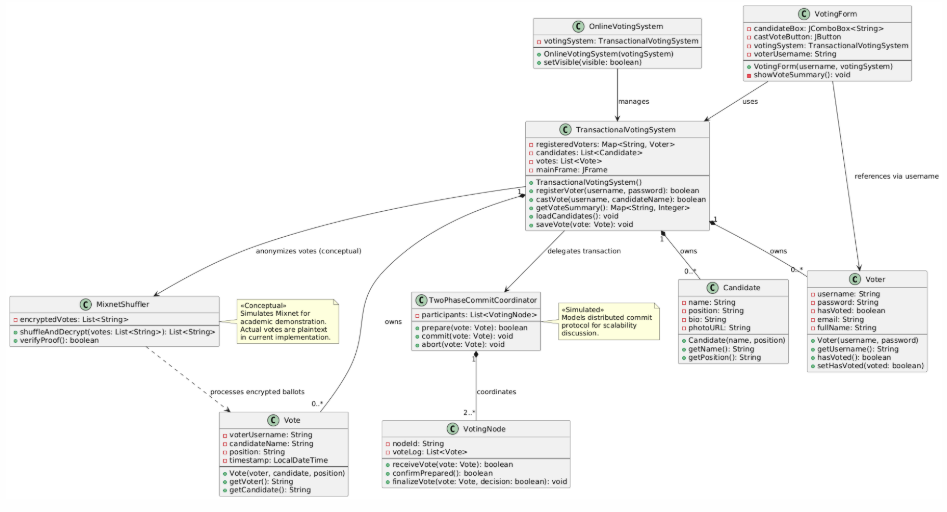 OnlineVotingSystem
votingSystem: TransactionalVotingSystem
OnlineVotingSystem(votingSystem)
setVisible(visible: boolean)
VotingForm
candidateBox: JComboBox<String>
castVoteButton: JButton
votingSystem: TransactionalVotingSystem
voterUsername: String
VotingForm(username, votingSystem)
showVoteSummary(): void
manages
uses
references via username
TransactionalVotingSystem
registeredVoters: Map<String, Voter>
candidates: List<Candidate>
votes: List<Vote>
mainFrame: JFrame
TransactionalVotingSystem()
registerVoter(username, password): boolean
castVote(username, candidateName): boolean
getVoteSummary(): Map<String, Integer>
loadCandidates(): void
saveVote(vote: Vote): void
1
1
1
anonymizes votes (conceptual)
delegates transaction
owns
owns
0..*
0..*
MixnetShuffler
encryptedVotes: List<String>
shuffleAndDecrypt(votes: List<String>): List<String>
verifyProof(): boolean
«Conceptual»
Simulates Mixnet for
academic demonstration.
Actual votes are plaintext
in current implementation.
owns
TwoPhaseCommitCoordinator
participants: List<VotingNode>
prepare(vote: Vote): boolean
commit(vote: Vote): void
abort(vote: Vote): void
«Simulated»
Models distributed commit
protocol for scalability
discussion.
Candidate
name: String
position: String
bio: String
photoURL: String
Candidate(name, position)
getName(): String
getPosition(): String
Voter
username: String
password: String
hasVoted: boolean
email: String
fullName: String
Voter(username, password)
getUsername(): String
hasVoted(): boolean
setHasVoted(voted: boolean)
1
processes encrypted ballots
coordinates
0..*
2..*
Vote
voterUsername: String
candidateName: String
position: String
timestamp: LocalDateTime
Vote(voter, candidate, position)
getVoter(): String
getCandidate(): String
VotingNode
nodeId: String
voteLog: List<Vote>
receiveVote(vote: Vote): boolean
confirmPrepared(): boolean
finalizeVote(vote: Vote, decision: boolean): void